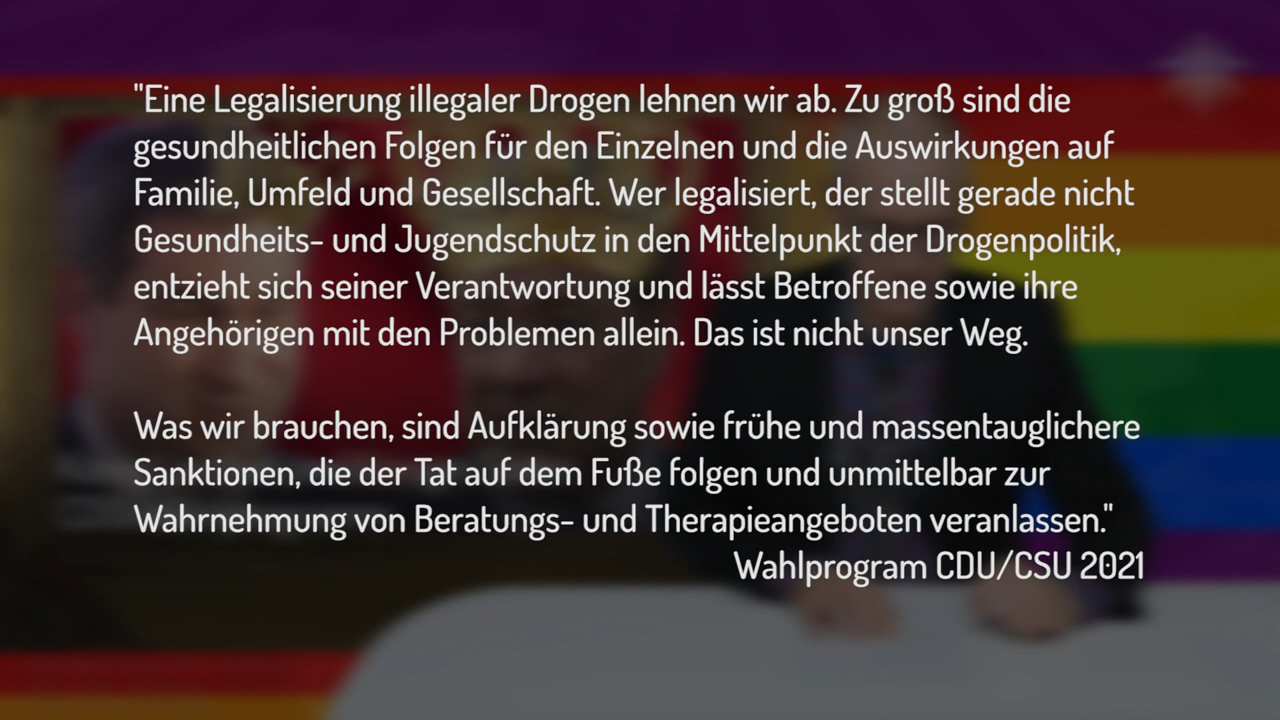 "Eine Legalisierung illegaler Drogen lehnen wir ab. Zu groß sind die
gesundheitlichen Folgen für den Einzelnen und die Auswirkungen auf
Familie, Umfeld und Gesellschaft. Wer legalisiert, der stellt gerade nicht
Gesundheits- und Jugendschutz in den Mittelpunkt der Drogenpolitik,
entzieht sich seiner Verantwortung und lässt Betroffene sowie ihre
Angehörigen mit den Problemen allein. Das ist nicht unser Weg.
Was wir brauchen, sind Aufklärung sowie frühe und massentauglichere
Sanktionen, die der Tat auf dem Fuße folgen und unmittelbar zur
Wahrnehmung von Beratungs- und Therapieangeboten veranlassen."
Wahlprogram CDU/CSU 2021